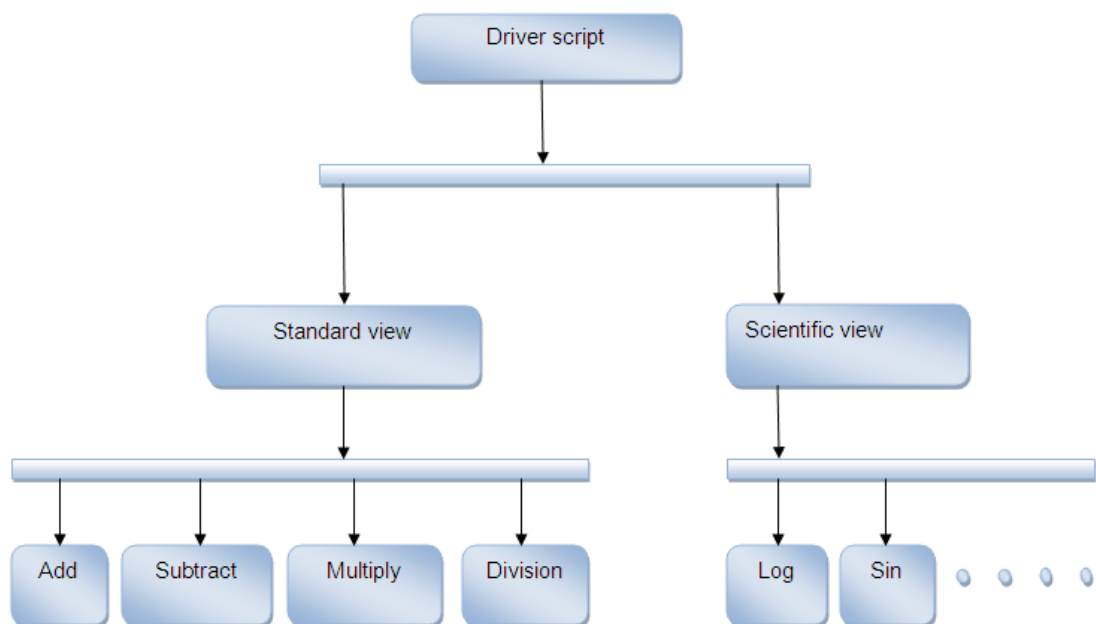 Driver script
Standard view
Scientific view
Add
Subtract
Multiply
Division
Log
Sin